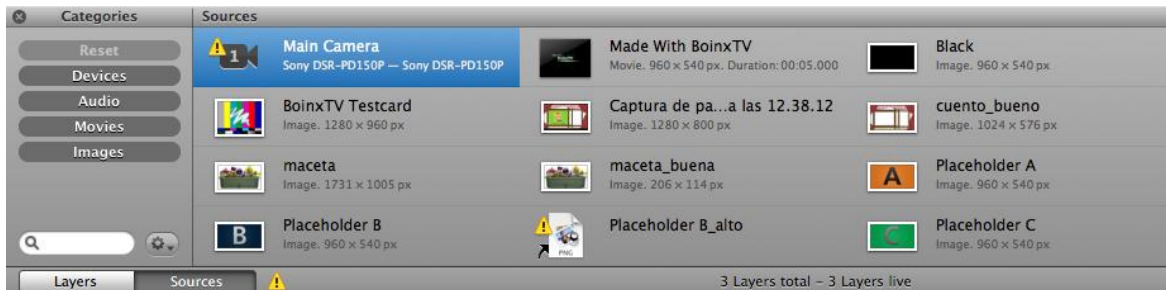 Categories
Sources
Reset
Devices
Audio
Movies
Images
1
Main Camera
Sony DSR-PD150P — Sony DSR-PD150P
Made With BoinxTV
Movie. 960 × 540 px. Duration: 00:05.000
Black
Image. 960 × 540 px
BoinxTV Testcard
Image. 1280 × 960 px
Captura de pa...a las 12.38.12
Image. 1280 × 800 px
cuento_bueno
Image. 1024 × 576 px
maceta
Image. 1731 × 1005 px
maceta_buena
Image. 206 × 114 px
A
Placeholder A
Image. 960 × 540 px
B
Placeholder B
Image. 960 × 540 px
PNG
Placeholder B_alto
C
Placeholder C
Image. 960 × 540 px
Layers
Sources
3 Layers total – 3 Layers live